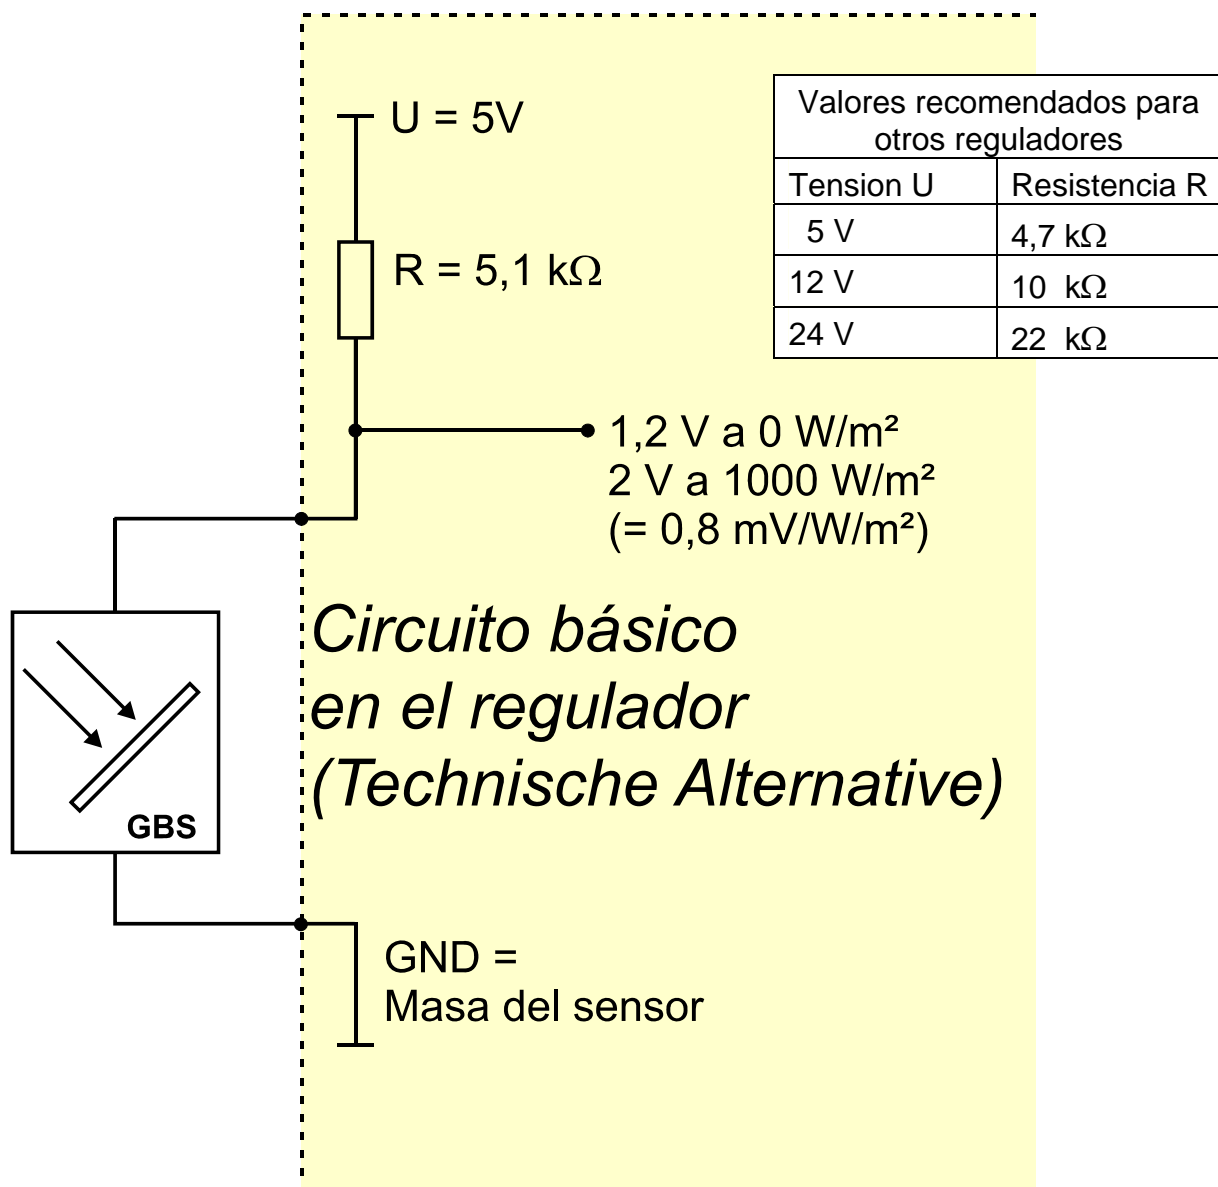 U = 5V
R = 5,1 kΩ
Valores recomendados para
otros reguladores
Tension U Resistencia R
5 V 4,7 kΩ
12 V 10 kΩ
24 V 22 kΩ
1,2 V a 0 W/m²
2 V a 1000 W/m²
(= 0,8 mV/W/m²)
Circuito básico
en el regulador
(Technische Alternative)
GBS
GND =
Masa del sensor